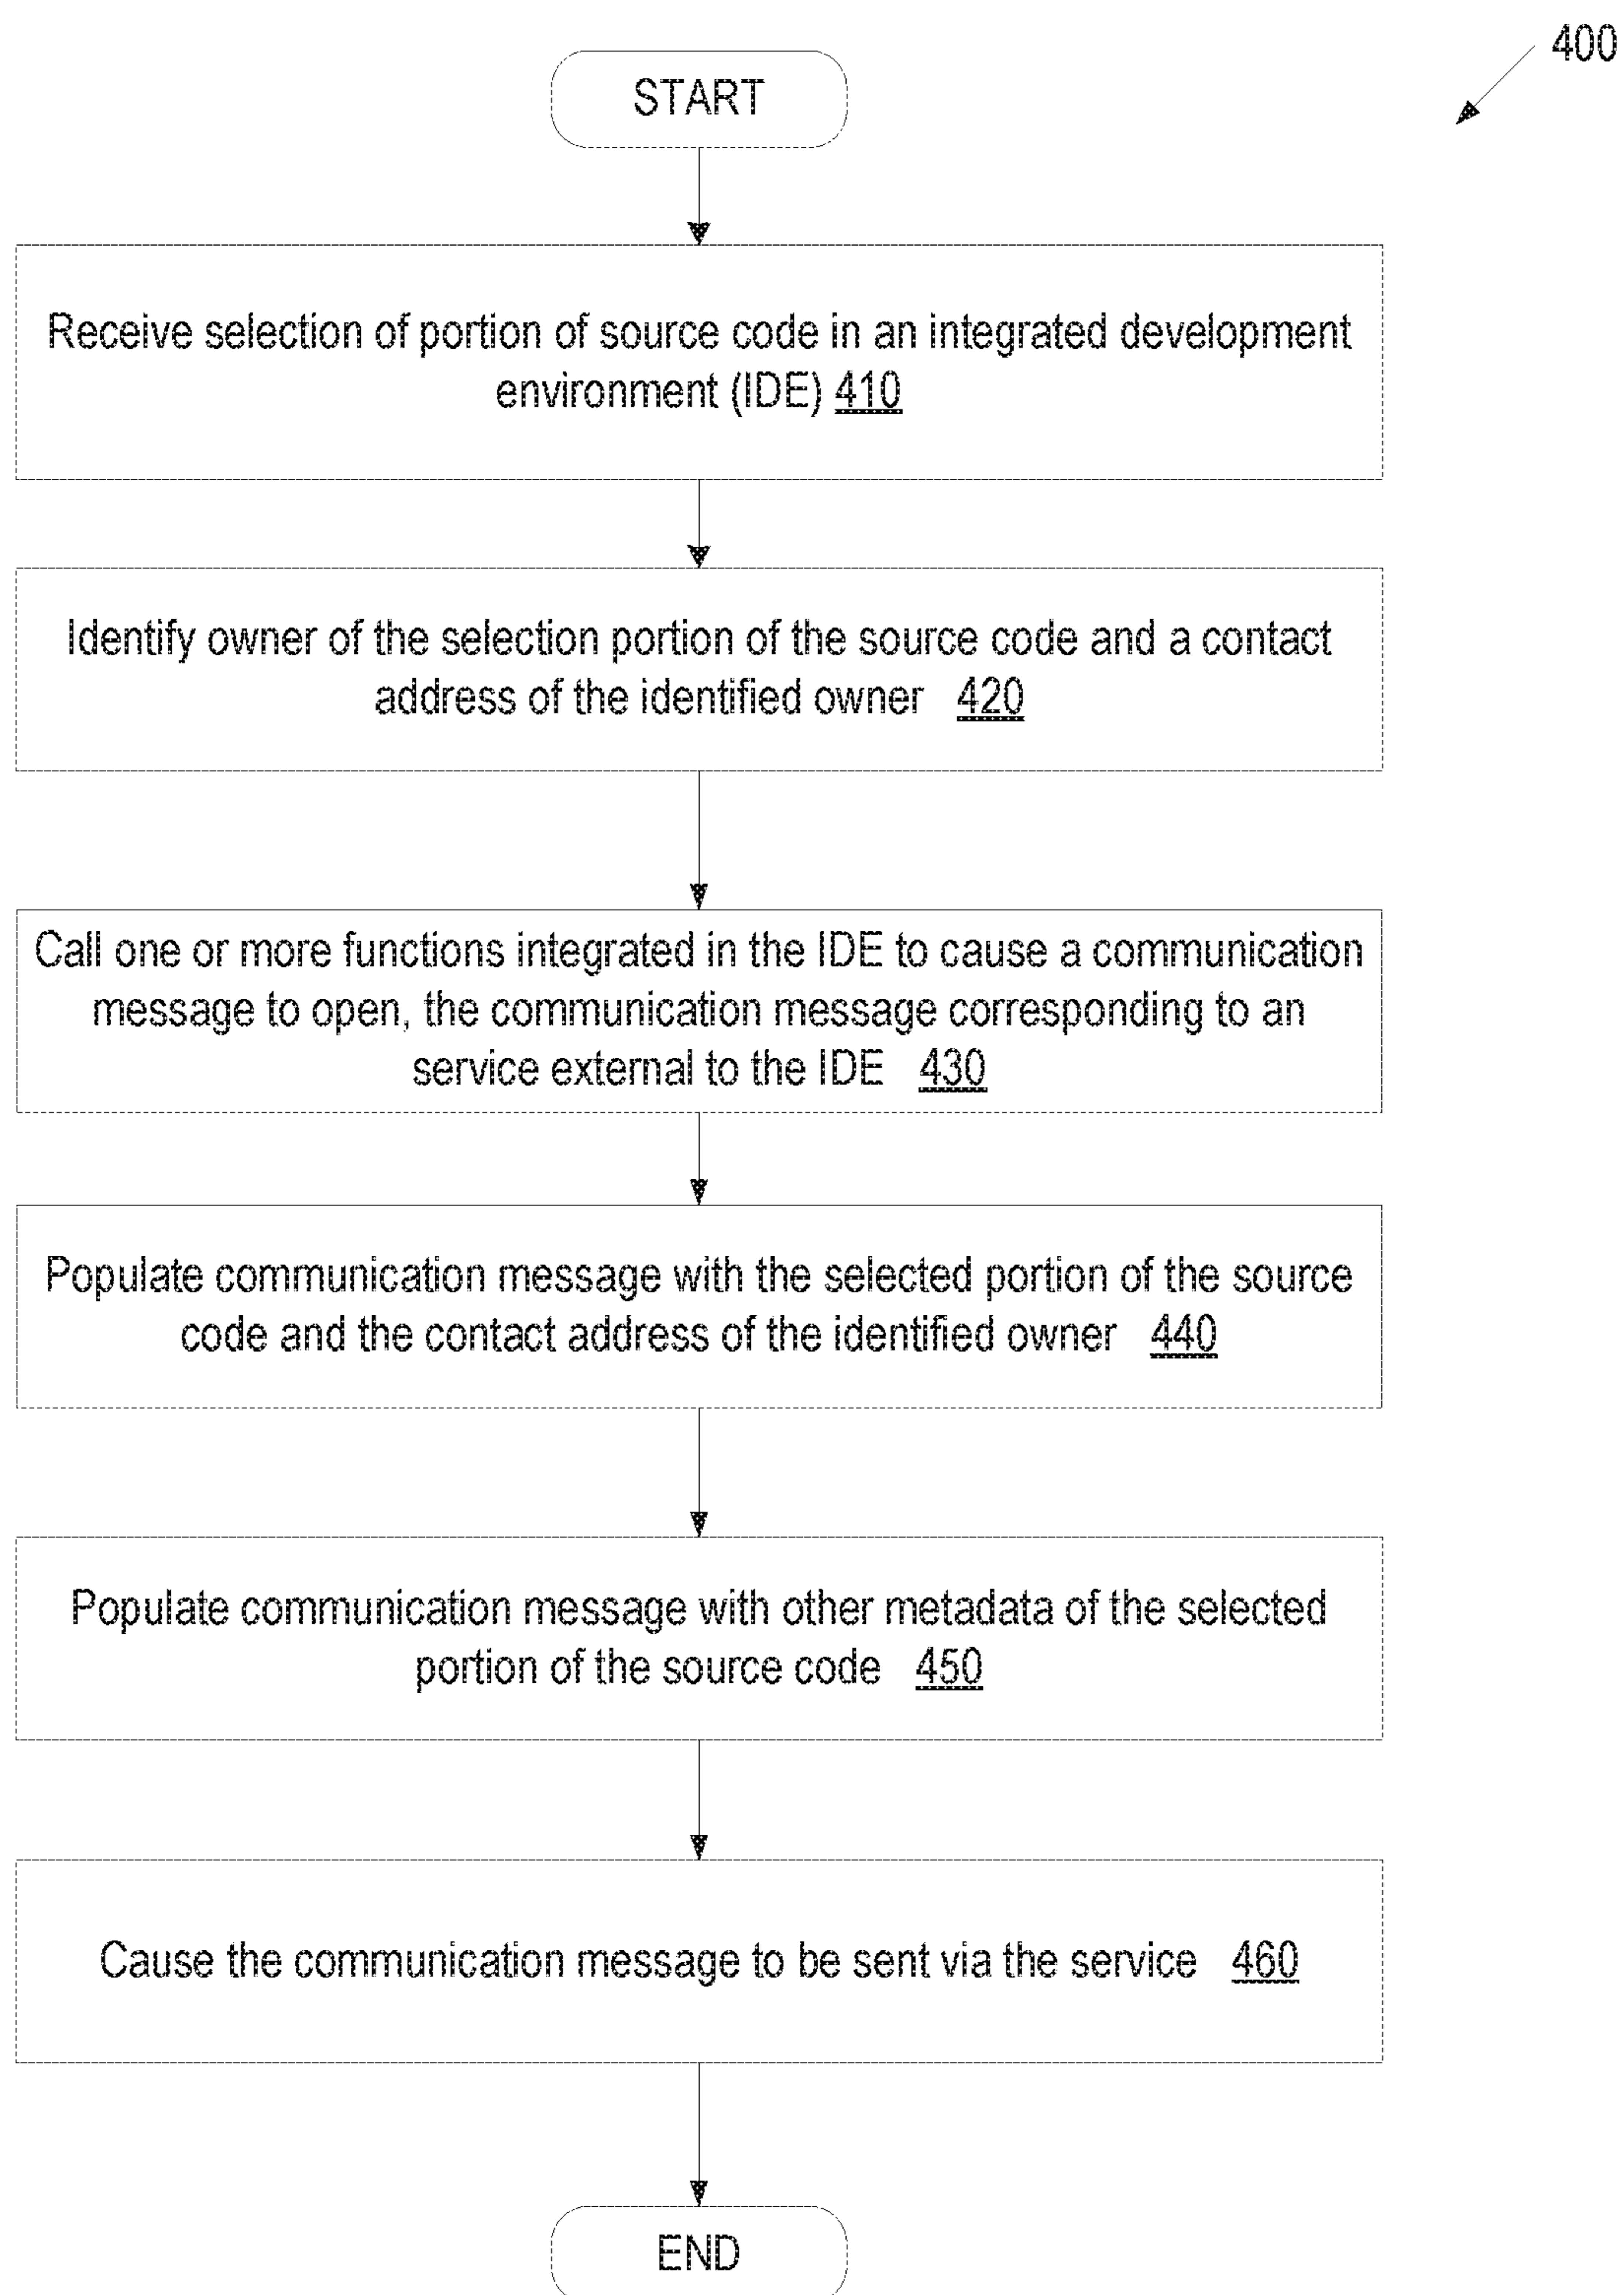 400
START
Receive selection of portion of source code in an integrated development
environment (IDE) 410
Identify owner of the selection portion of the source code and a contact
address of the identified owner 420
Call one or more functions integrated in the IDE to cause a communication
message to open, the communication message corresponding to an
service external to the IDE 430
Populate communication message with the selected portion of the source
code and the contact address of the identified owner 440
Populate communication message with other metadata of the selected
portion of the source code 450
Cause the communication message to be sent via the service 460
END